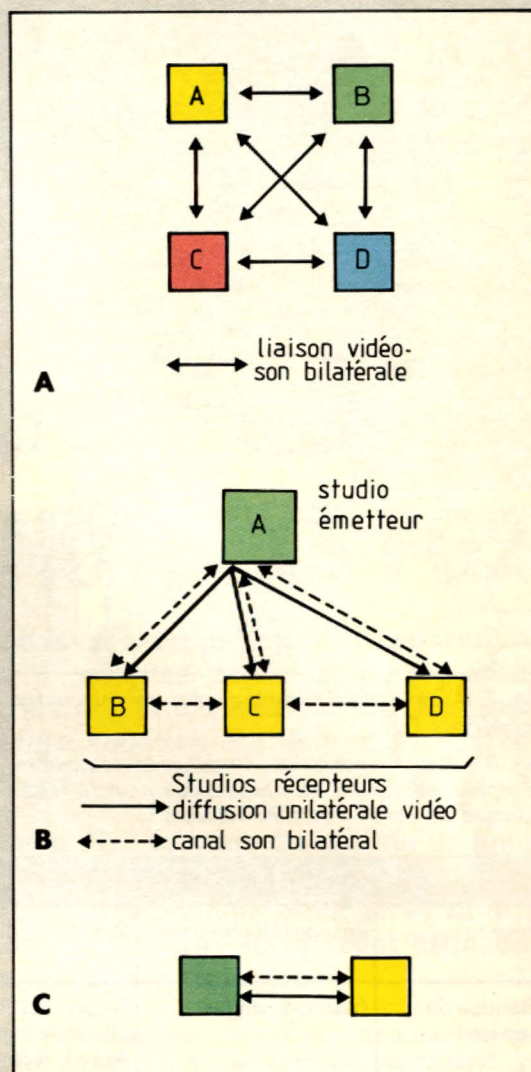 A
B
C
D
liaison vidéo-
son bilatérale
A
studio
émetteur
A
B
C
D
Studios récepteurs
diffusion unilatérale vidéo
B
canal son bilatéral
C